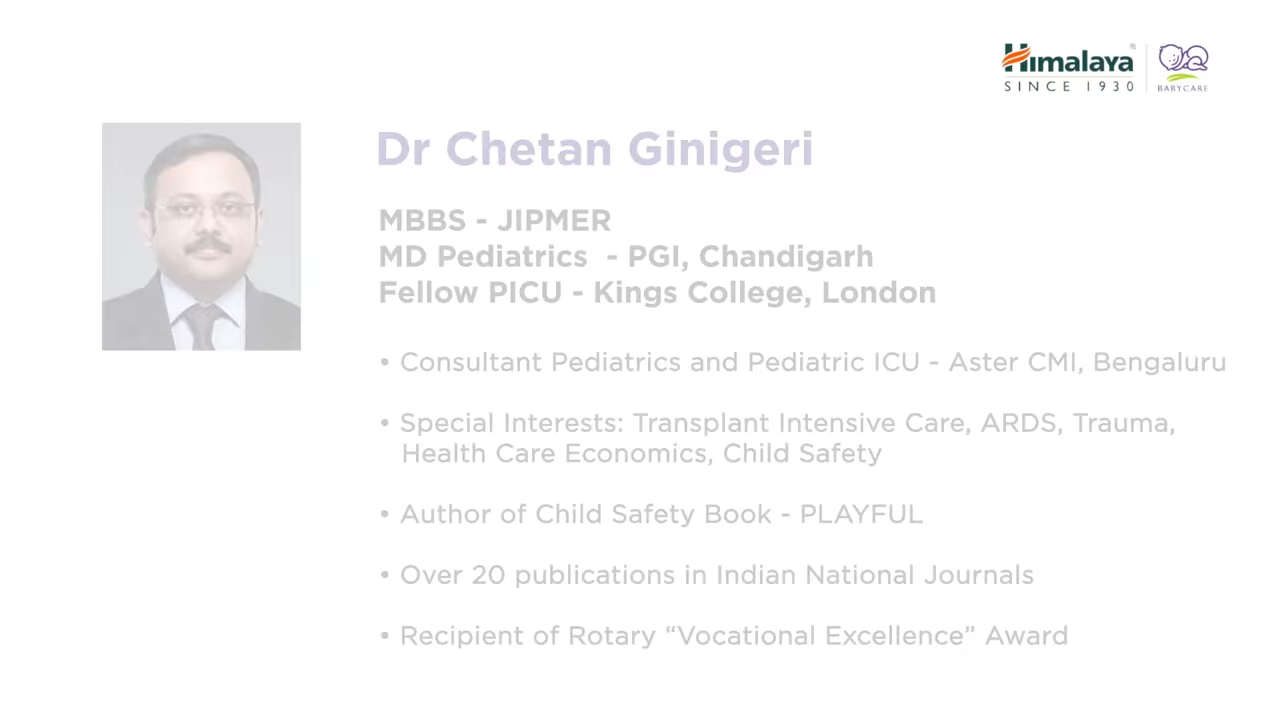 Himalaya
SINCE 1930
BABYCARE
Dr Chetan Ginigeri
MBBS - JIPMER
MD Pediatrics - PGI, Chandigarh
Fellow PICU - Kings College, London
• Consultant Pediatrics and Pediatric ICU - Aster CMI, Bengaluru
• Special Interests: Transplant Intensive Care, ARDS, Trauma,
Health Care Economics, Child Safety
• Author of Child Safety Book - PLAYFUL
• Over 20 publications in Indian National Journals
• Recipient of Rotary “Vocational Excellence” Award